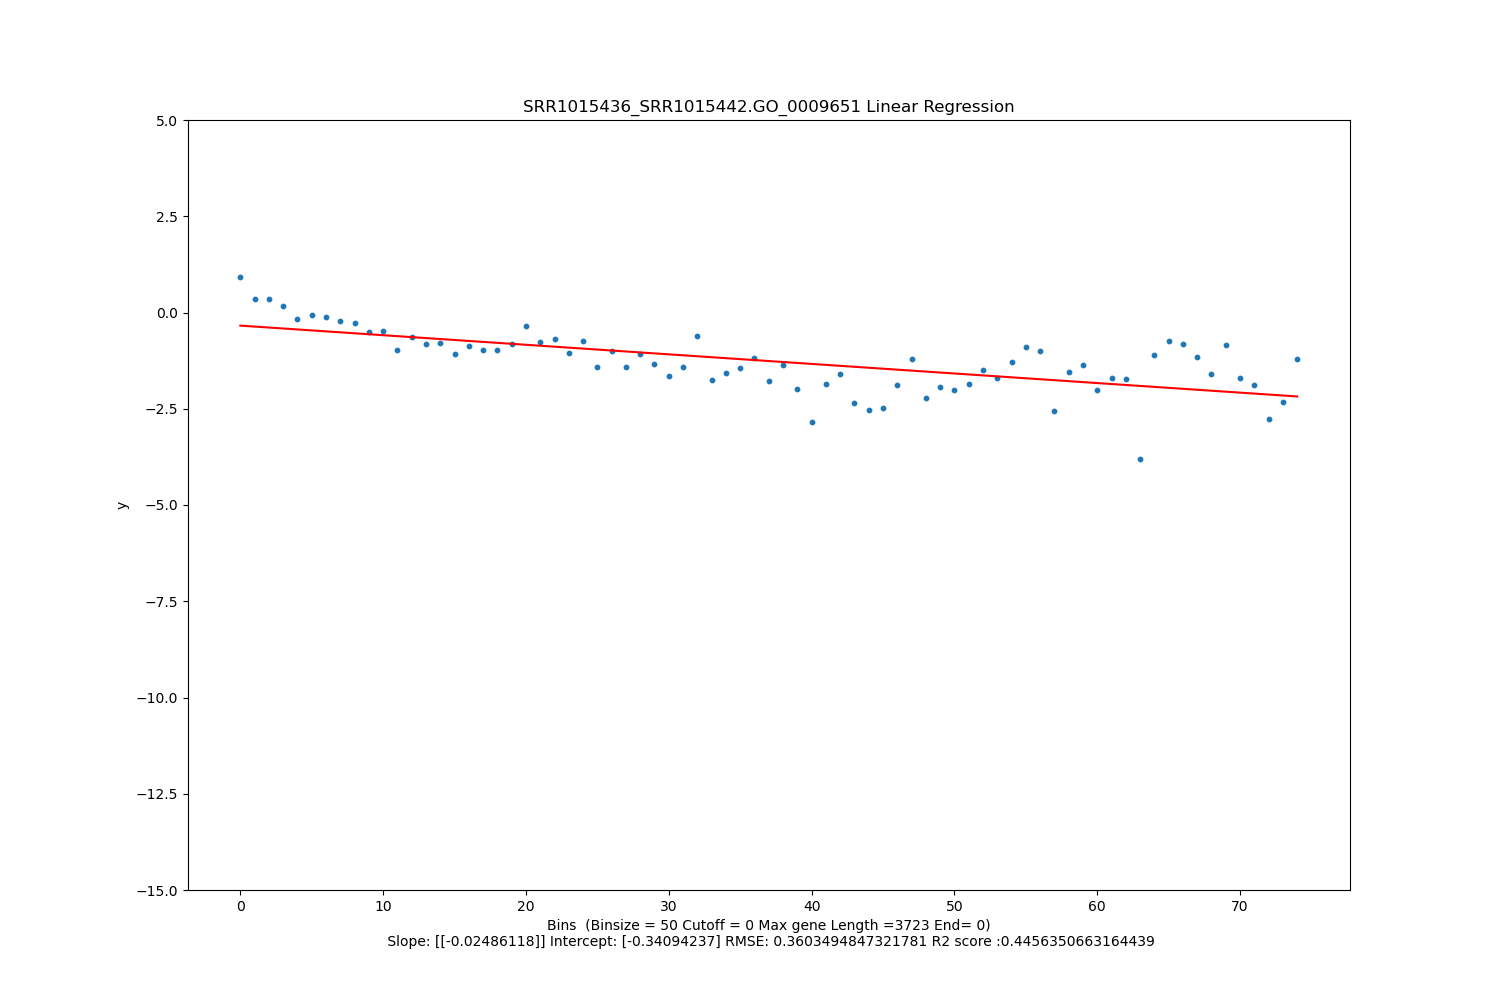 SRR1015436_SRR1015442.GO_0009651 Linear Regression
5.0
2.5
0.0
−2.5
−5.0
−7.5
−10.0
−12.5
−15.0
y
0 10 20 30 40 50 60 70
Bins  (Binsize = 50 Cutoff = 0 Max gene Length =3723 End= 0)
Slope: [[-0.02486118]] Intercept: [-0.34094237] RMSE: 0.3603494847321781 R2 score :0.4456350663164439